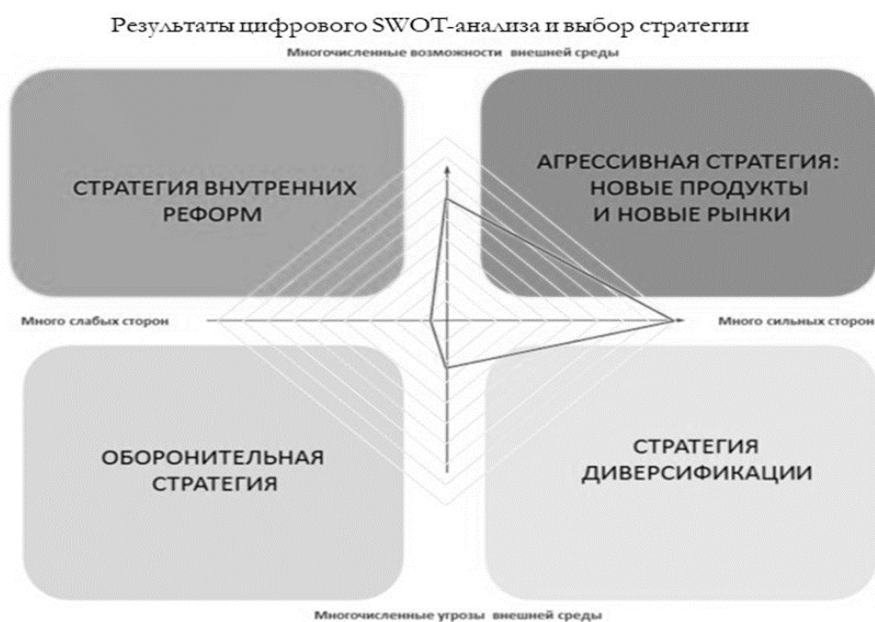 Результаты цифрового SWOT-анализа и выбор стратегии
Многочисленные возможности внешней среды
СТРАТЕГИЯ ВНУТРЕННИХ
РЕФОРМ
АГРЕССИВНАЯ СТРАТЕГИЯ:
НОВЫЕ ПРОДУКТЫ
И НОВЫЕ РЫНКИ
Много слабых сторон
Много сильных сторон
ОБОРОНИТЕЛЬНАЯ
СТРАТЕГИЯ
СТРАТЕГИЯ
ДИВЕРСИФИКАЦИИ
Многочисленные угрозы внешней среды